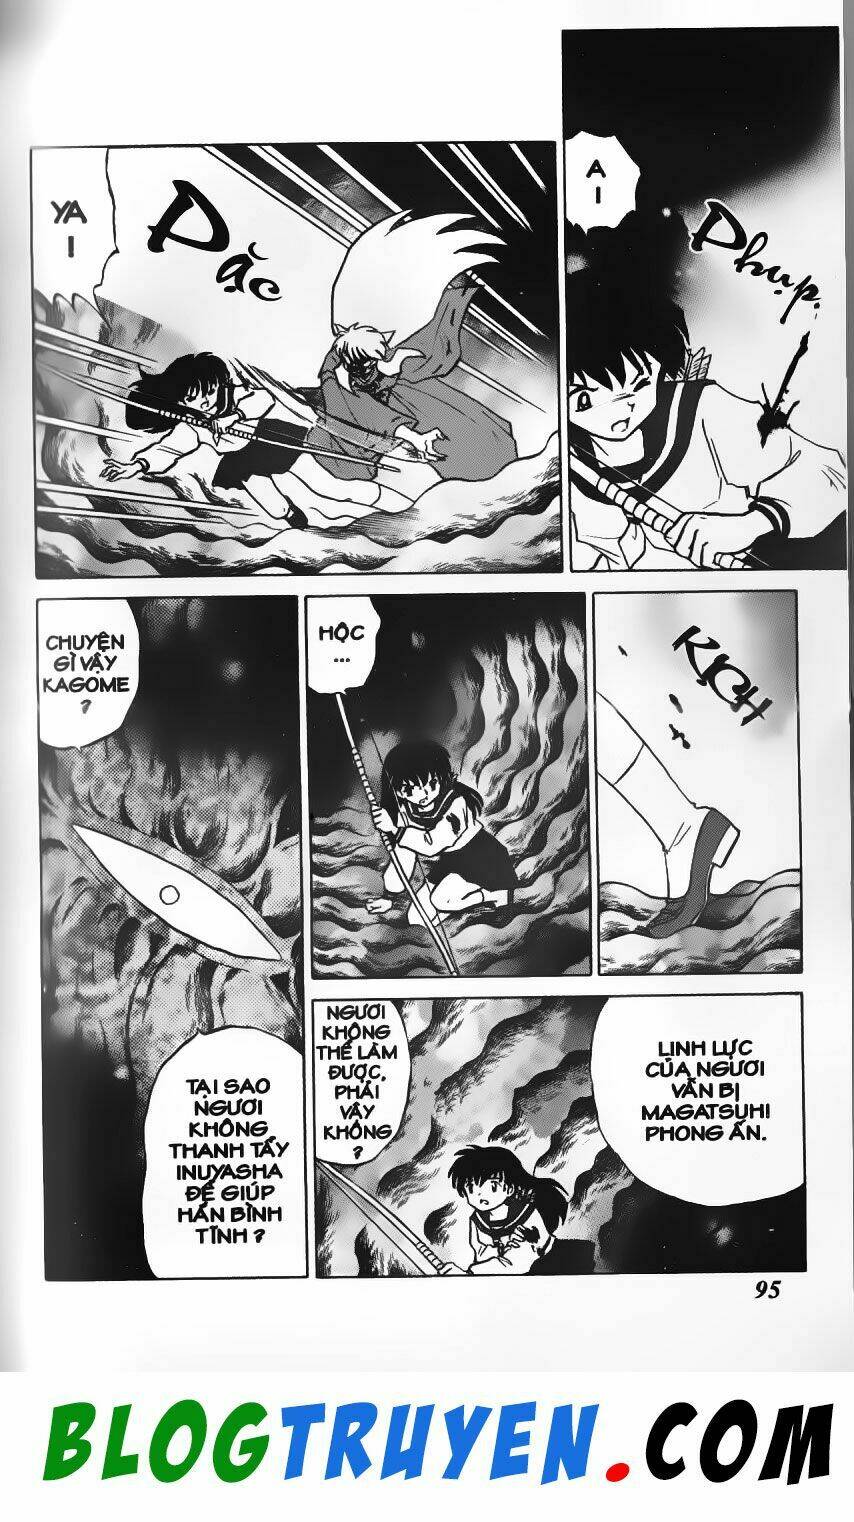 A
I
Phụp.
YA
I
Dặc
KỊCH
HỘC
...
CHUYỆN
GÌ VẬY
KAGOME
?
TẠI SAO
NGƯƠI
KHÔNG
THANH TẨY
INUYASHA
ĐỂ GIÚP
HẮN BÌNH
TĨNH ?
LINH LỰC
CỦA NGƯƠI
VẪN BỊ
MAGATSUHI
PHONG ẤN.
NGƯƠI
KHÔNG
THỂ LÀM
ĐƯỢC,
PHẢI
VẬY
KHÔNG
?
95
BLOGTRUYEN.COM